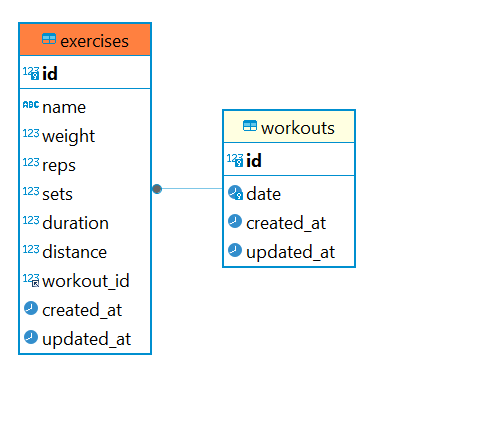 exercises
123 id
ABC name
123 weight
123 reps
123 sets
123 duration
123 distance
123 workout_id
created_at
updated_at
workouts
123 id
date
created_at
updated_at